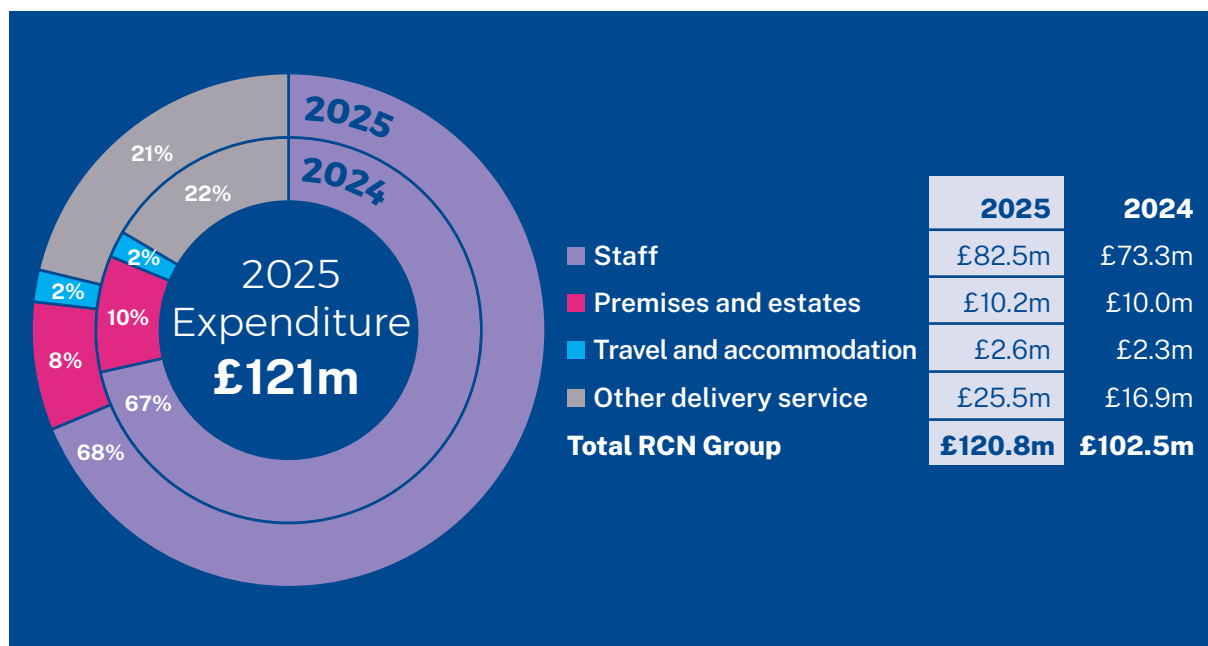 2025
2024
21%
22%
2%
2%
10%
8%
67%
68%
2025
Expenditure
£121m
2025 2024
Staff £82.5m £73.3m
Premises and estates £10.2m £10.0m
Travel and accommodation £2.6m £2.3m
Other delivery service £25.5m £16.9m
Total RCN Group £120.8m £102.5m